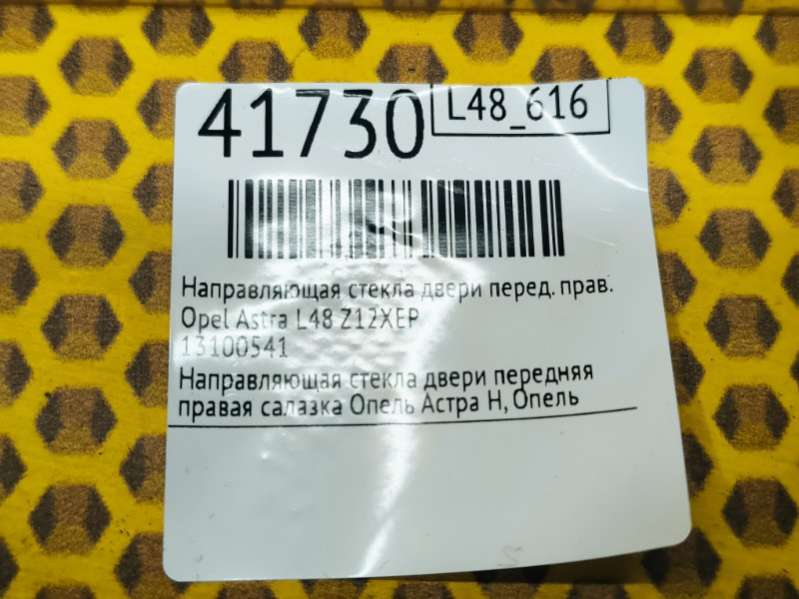 41730 L48_616
Направляющая стекла двери перед. прав.
Opel Astra L48 Z12XEP
13100541
Направляющая стекла двери передняя
правая салазка Опель Астра H, Опель